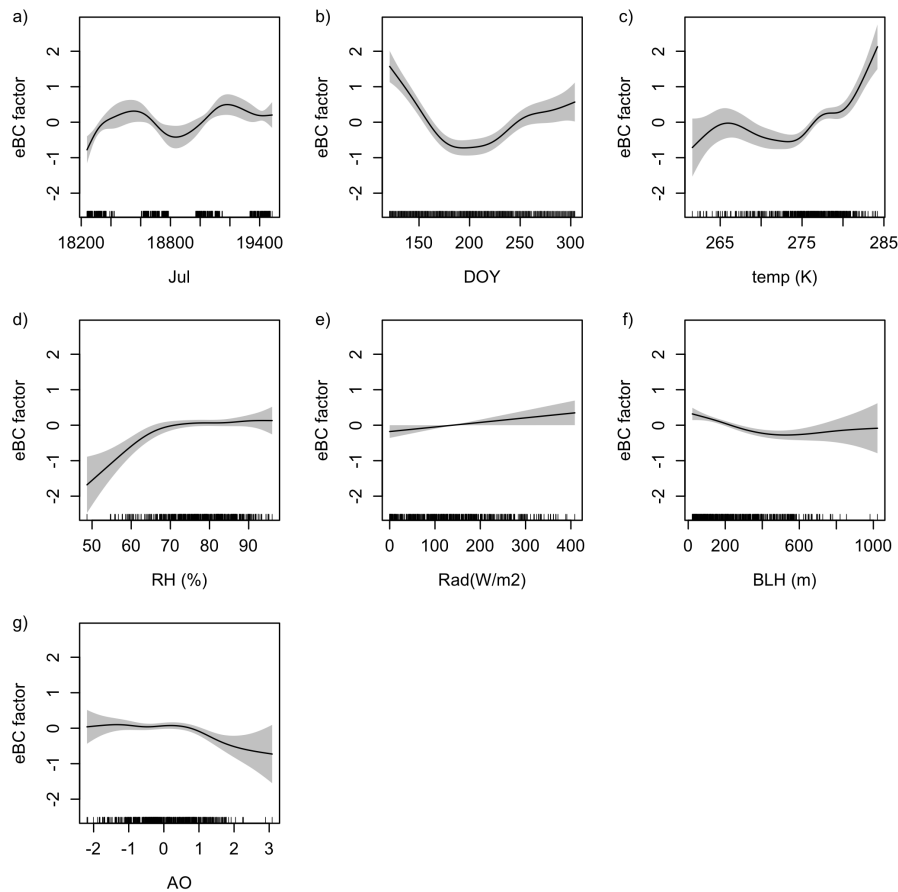 a)
eBC factor
2
1
0
-1
-2
18200 18800 19400
Jul
b)
eBC factor
2
1
0
-1
-2
150 200 250 300
DOY
c)
eBC factor
2
1
0
-1
-2
265 275 285
temp (K)
d)
eBC factor
2
1
0
-1
-2
50 60 70 80 90
RH (%)
e)
eBC factor
2
1
0
-1
-2
0 100 200 300 400
Rad(W/m2)
f)
eBC factor
2
1
0
-1
-2
0 200 600 1000
BLH (m)
g)
eBC factor
2
1
0
-1
-2
-2 -1 0 1 2 3
AO